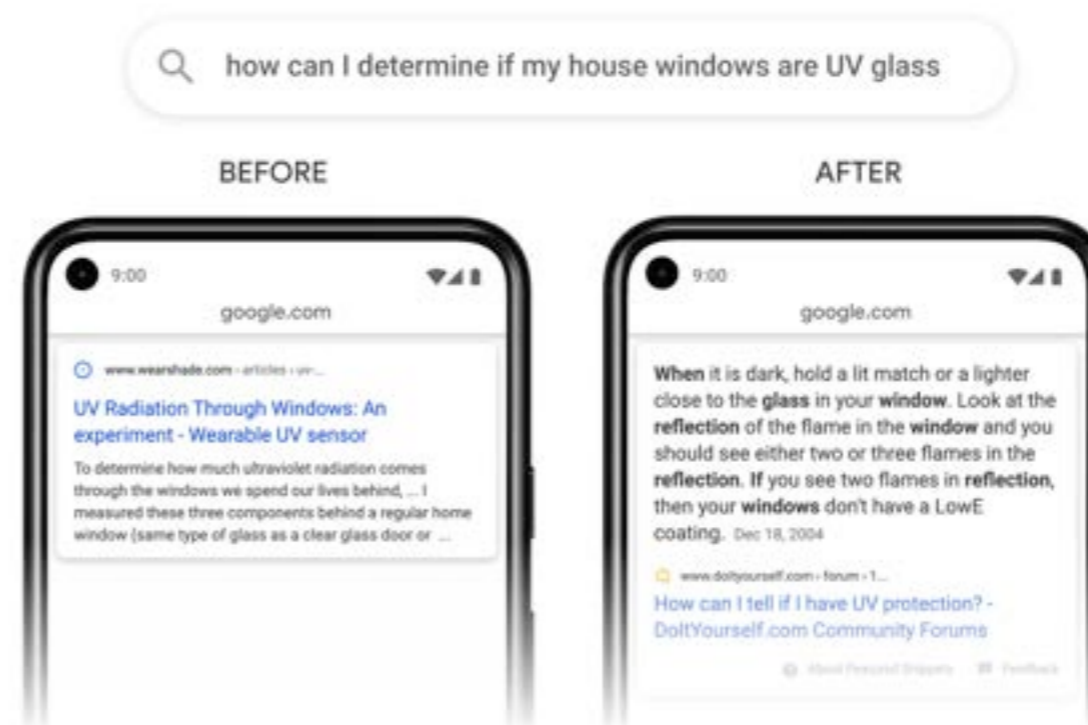 how can I determine if my house windows are UV glass
BEFORE
AFTER
9:00
google.com
www.wearshade.com › articles › uv-...
UV Radiation Through Windows: An
experiment - Wearable UV sensor
To determine how much ultraviolet radiation comes
through the windows we spend our lives behind, ... I
measured these three components behind a regular home
window (same type of glass as a clear glass door or ...
9:00
google.com
When it is dark, hold a lit match or a lighter
close to the glass in your window. Look at the
reflection of the flame in the window and you
should see either two or three flames in the
reflection. If you see two flames in reflection,
then your windows don't have a LowE
coating. Dec 18, 2004
www.doityourself.com › forum › 1...
How can I tell if I have UV protection? -
DoItYourself.com Community Forums
About Featured Snippets Feedback